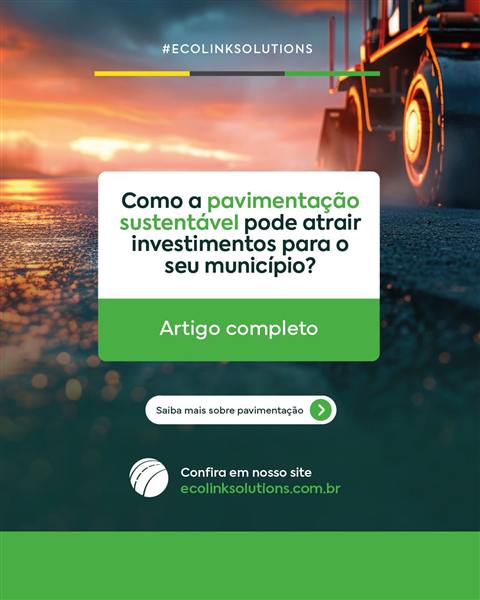 #ECOLINKSOLUTIONS
Como a pavimentação
sustentável pode atrair
investimentos para o
seu município?
Artigo completo
Saiba mais sobre pavimentação
Confira em nosso site
ecolinksolutions.com.br